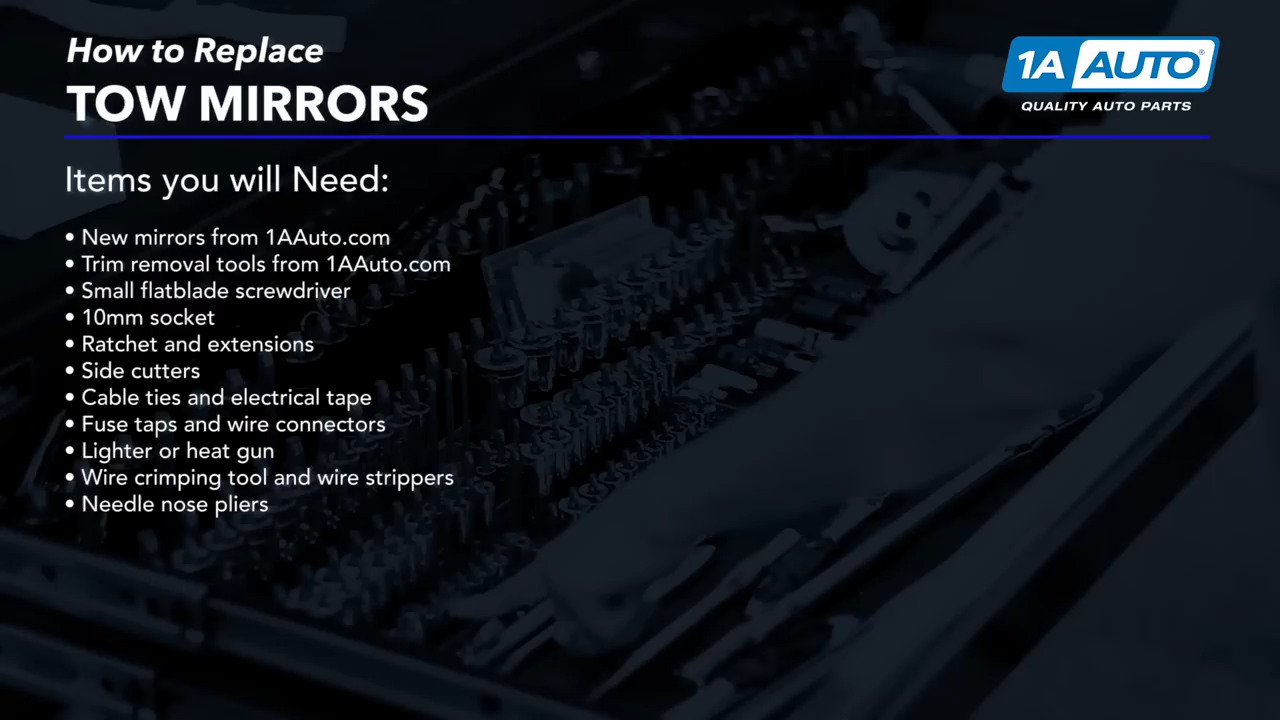 How to Replace
TOW MIRRORS
1A AUTO®
QUALITY AUTO PARTS
Items you will Need:
• New mirrors from 1AAuto.com
• Trim removal tools from 1AAuto.com
• Small flatblade screwdriver
• 10mm socket
• Ratchet and extensions
• Side cutters
• Cable ties and electrical tape
• Fuse taps and wire connectors
• Lighter or heat gun
• Wire crimping tool and wire strippers
• Needle nose pliers